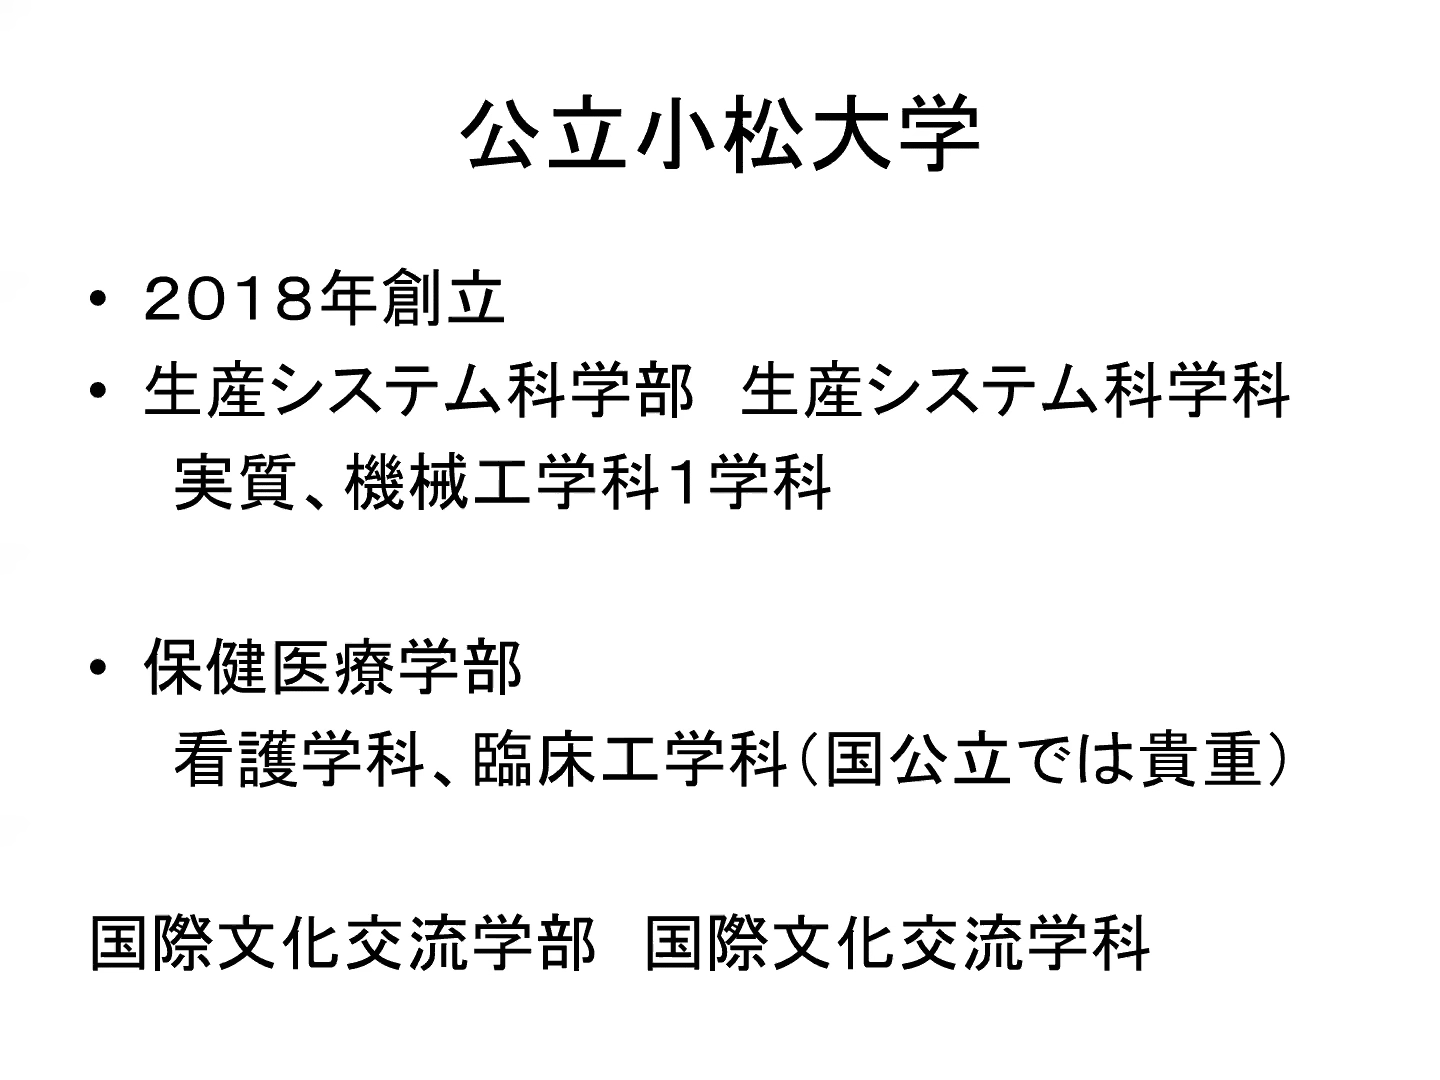 公立小松大学
• ２０１８年創立
• 生産システム科学部　生産システム科学科
実質、機械工学科１学科
• 保健医療学部
看護学科、臨床工学科（国公立では貴重）
国際文化交流学部　国際文化交流学科